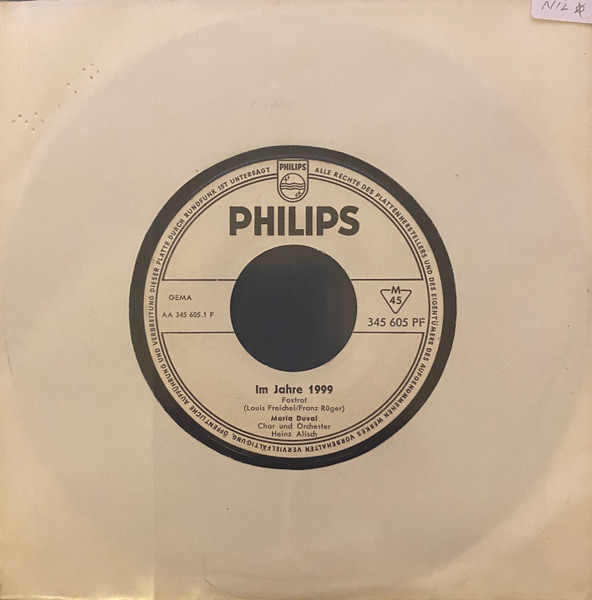 N12
PHILIPS
ALLE RECHTE DES PLATTENHERSTELLERS UND DES EIGENTÜMERS DES AUFGENOMMENEN WERKES VORBEHALTEN VERVIELFÄLTIGUNG, ÖFFENTLICHE AUFFÜHRUNG UND VERBREITUNG DIESER PLATTE DURCH RUNDFUNK IST UNTERSAGT
PHILIPS
GEMA
AA 345 605.1 F
M
45
345 605 PF
Im Jahre 1999
Foxtrot
(Louis Freichel/Franz Rüger)
Maria Duval
Chor und Orchester
Heinz Alisch